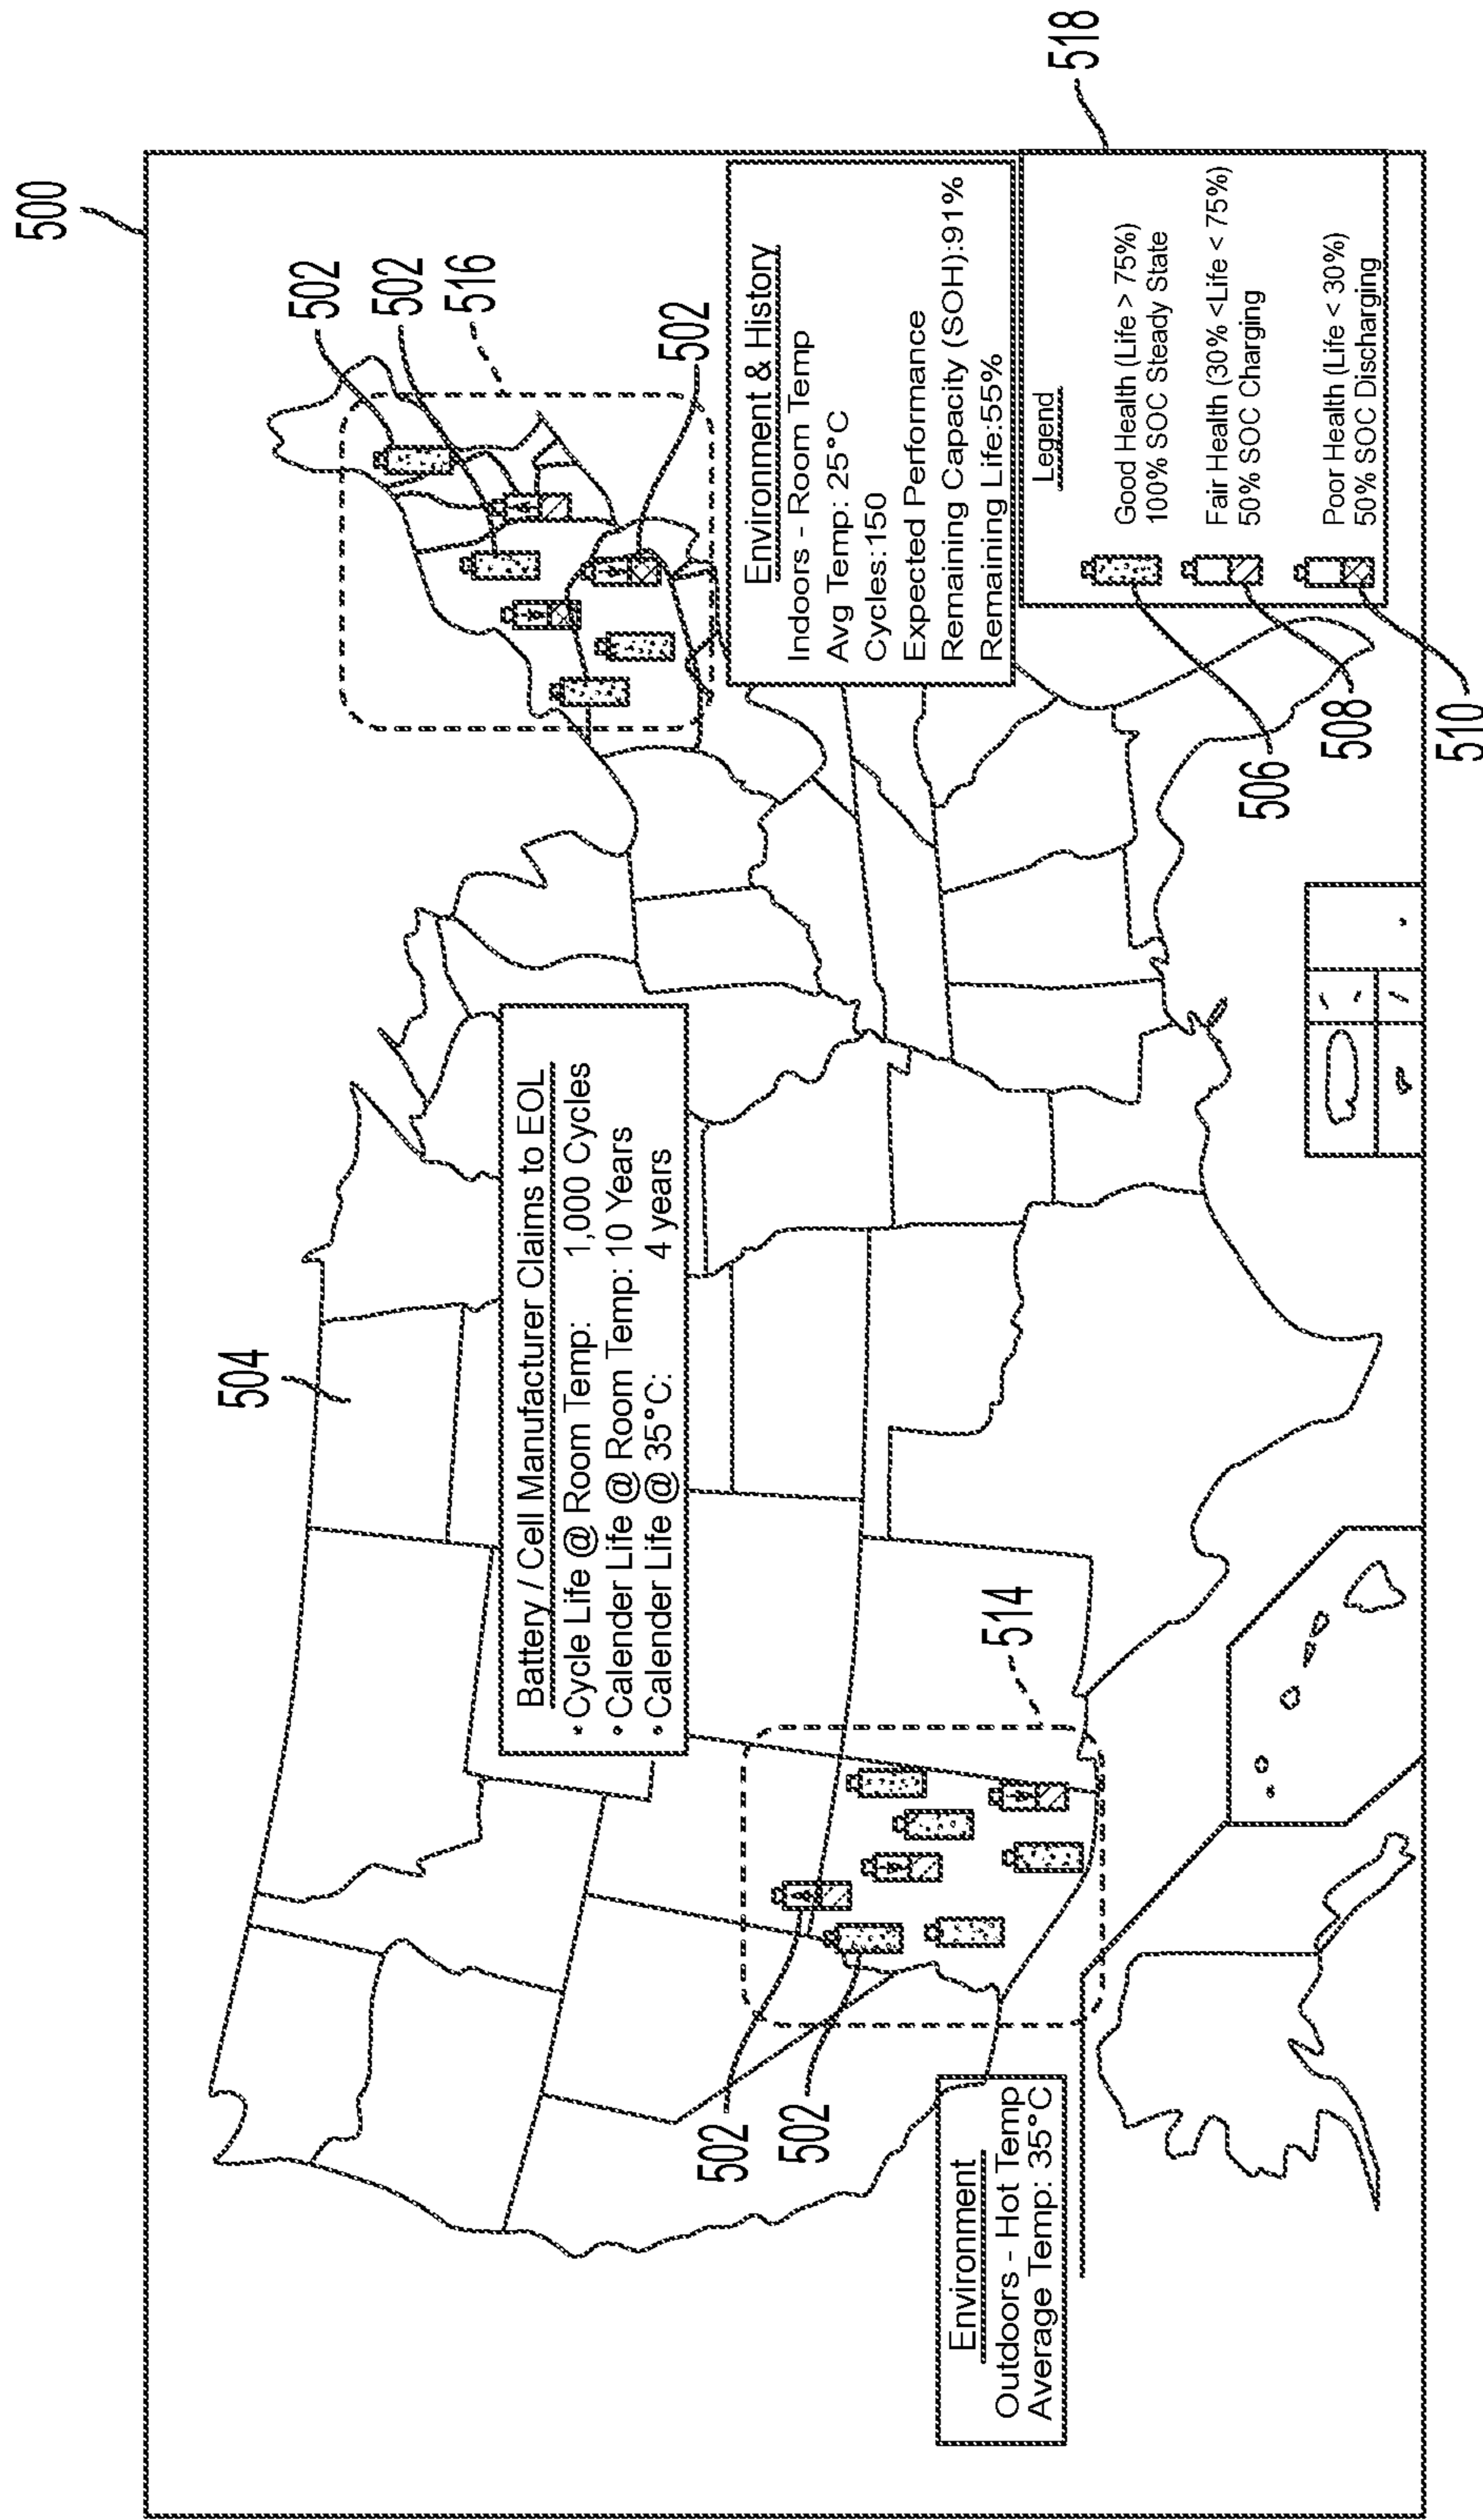 500
502
502
516
502
504
Battery / Cell Manufacturer Claims to EOL
• Cycle Life @ Room Temp: 1,000 Cycles
• Calender Life @ Room Temp: 10 Years
• Calender Life @ 35°C: 4 years
502
502
514
Environment
Outdoors - Hot Temp
Average Temp: 35°C
Environment & History
Indoors - Room Temp
Avg Temp: 25°C
Cycles:150
Expected Performance
Remaining Capacity (SOH):91%
Remaining Life:55%
518
Legend
Good Health (Life > 75%)
100% SOC Steady State
Fair Health (30% <Life < 75%)
50% SOC Charging
Poor Health (Life < 30%)
50% SOC Discharging
506
508
510